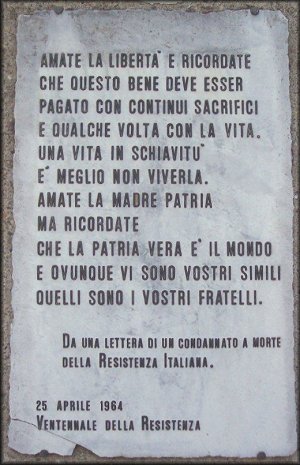 AMATE LA LIBERTA' E RICORDATE
CHE QUESTO BENE DEVE ESSER
PAGATO CON CONTINUI SACRIFICI
E QUALCHE VOLTA CON LA VITA.
UNA VITA IN SCHIAVITU'
E' MEGLIO NON VIVERLA.
AMATE LA MADRE PATRIA
MA RICORDATE
CHE LA PATRIA VERA E' IL MONDO
E OVUNQUE VI SONO VOSTRI SIMILI
QUELLI SONO I VOSTRI FRATELLI.
DA UNA LETTERA DI UN CONDANNATO A MORTE
DELLA RESISTENZA ITALIANA.
25 APRILE 1964
VENTENNALE DELLA RESISTENZA